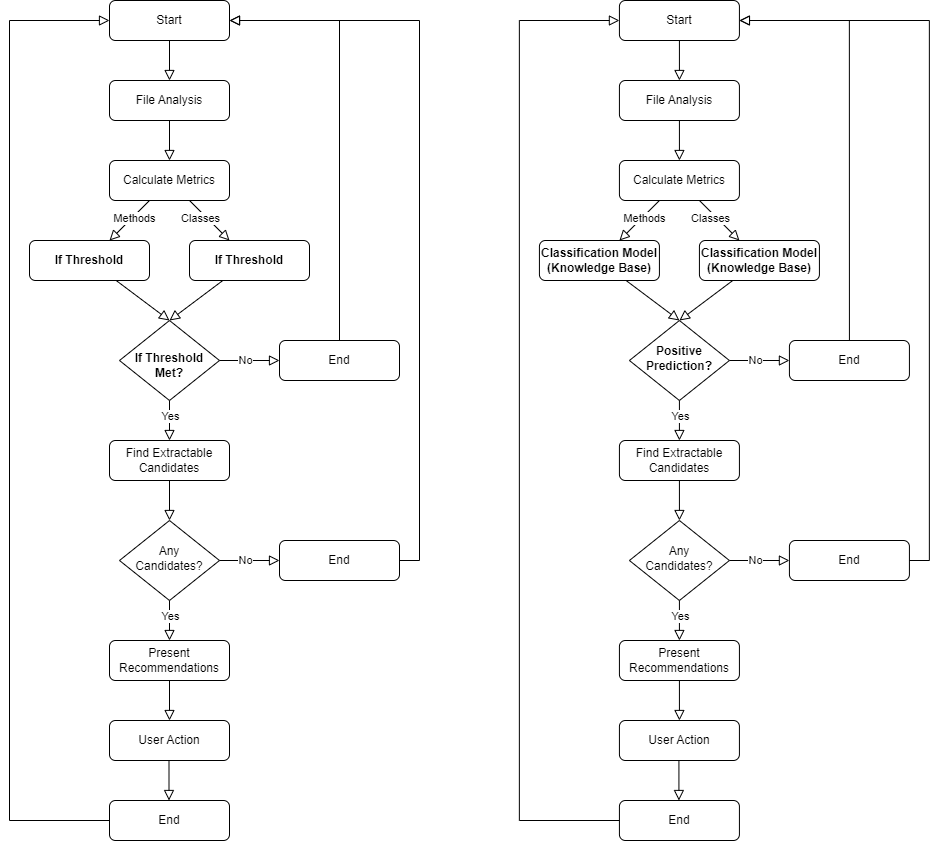 Start
File Analysis
Calculate Metrics
Methods
Classes
If Threshold
If Threshold
If Threshold
Met?
No
End
Yes
Find Extractable
Candidates
Any
Candidates?
No
End
Yes
Present
Recommendations
User Action
End
Start
File Analysis
Calculate Metrics
Methods
Classes
Classification Model
(Knowledge Base)
Classification Model
(Knowledge Base)
Positive
Prediction?
No
End
Yes
Find Extractable
Candidates
Any
Candidates?
No
End
Yes
Present
Recommendations
User Action
End